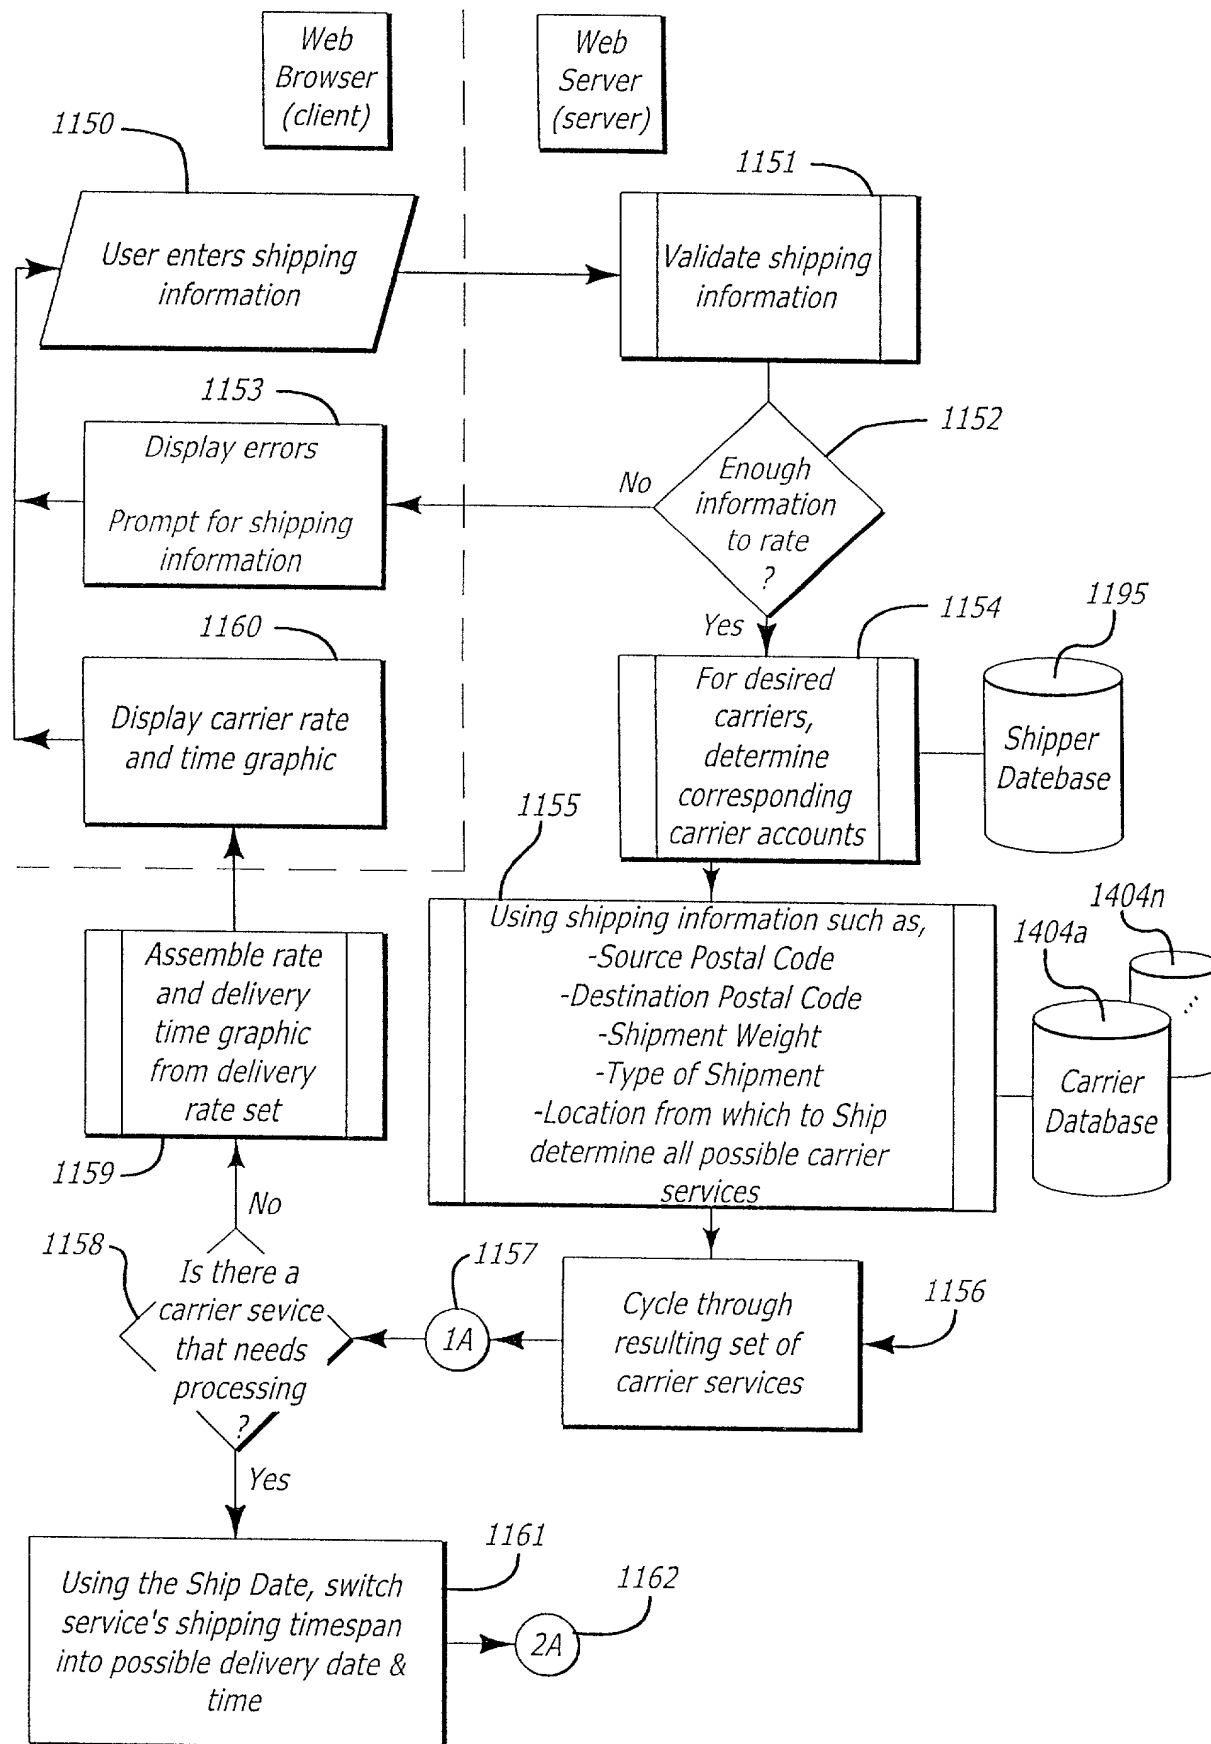 Web
Browser
(client)
Web
Server
(server)
1150
1151
User enters shipping
information
Validate shipping
information
1153
1152
Display errors
Prompt for shipping
information
No
Enough
information
to rate
?
Yes
1154
1195
1160
For desired
carriers,
determine
corresponding
carrier accounts
Display carrier rate
and time graphic
Shipper
Datebase
1155
1404n
1404a
Using shipping information such as,
-Source Postal Code
-Destination Postal Code
-Shipment Weight
-Type of Shipment
-Location from which to Ship
determine all possible carrier
services
Assemble rate
and delivery
time graphic
from delivery
rate set
...
Carrier
Database
1159
No
1158
Is there a
carrier sevice
that needs
processing
?
1157
1A
Cycle through
resulting set of
carrier services
1156
Yes
1161
Using the Ship Date, switch
service's shipping timespan
into possible delivery date &
time
1162
2A